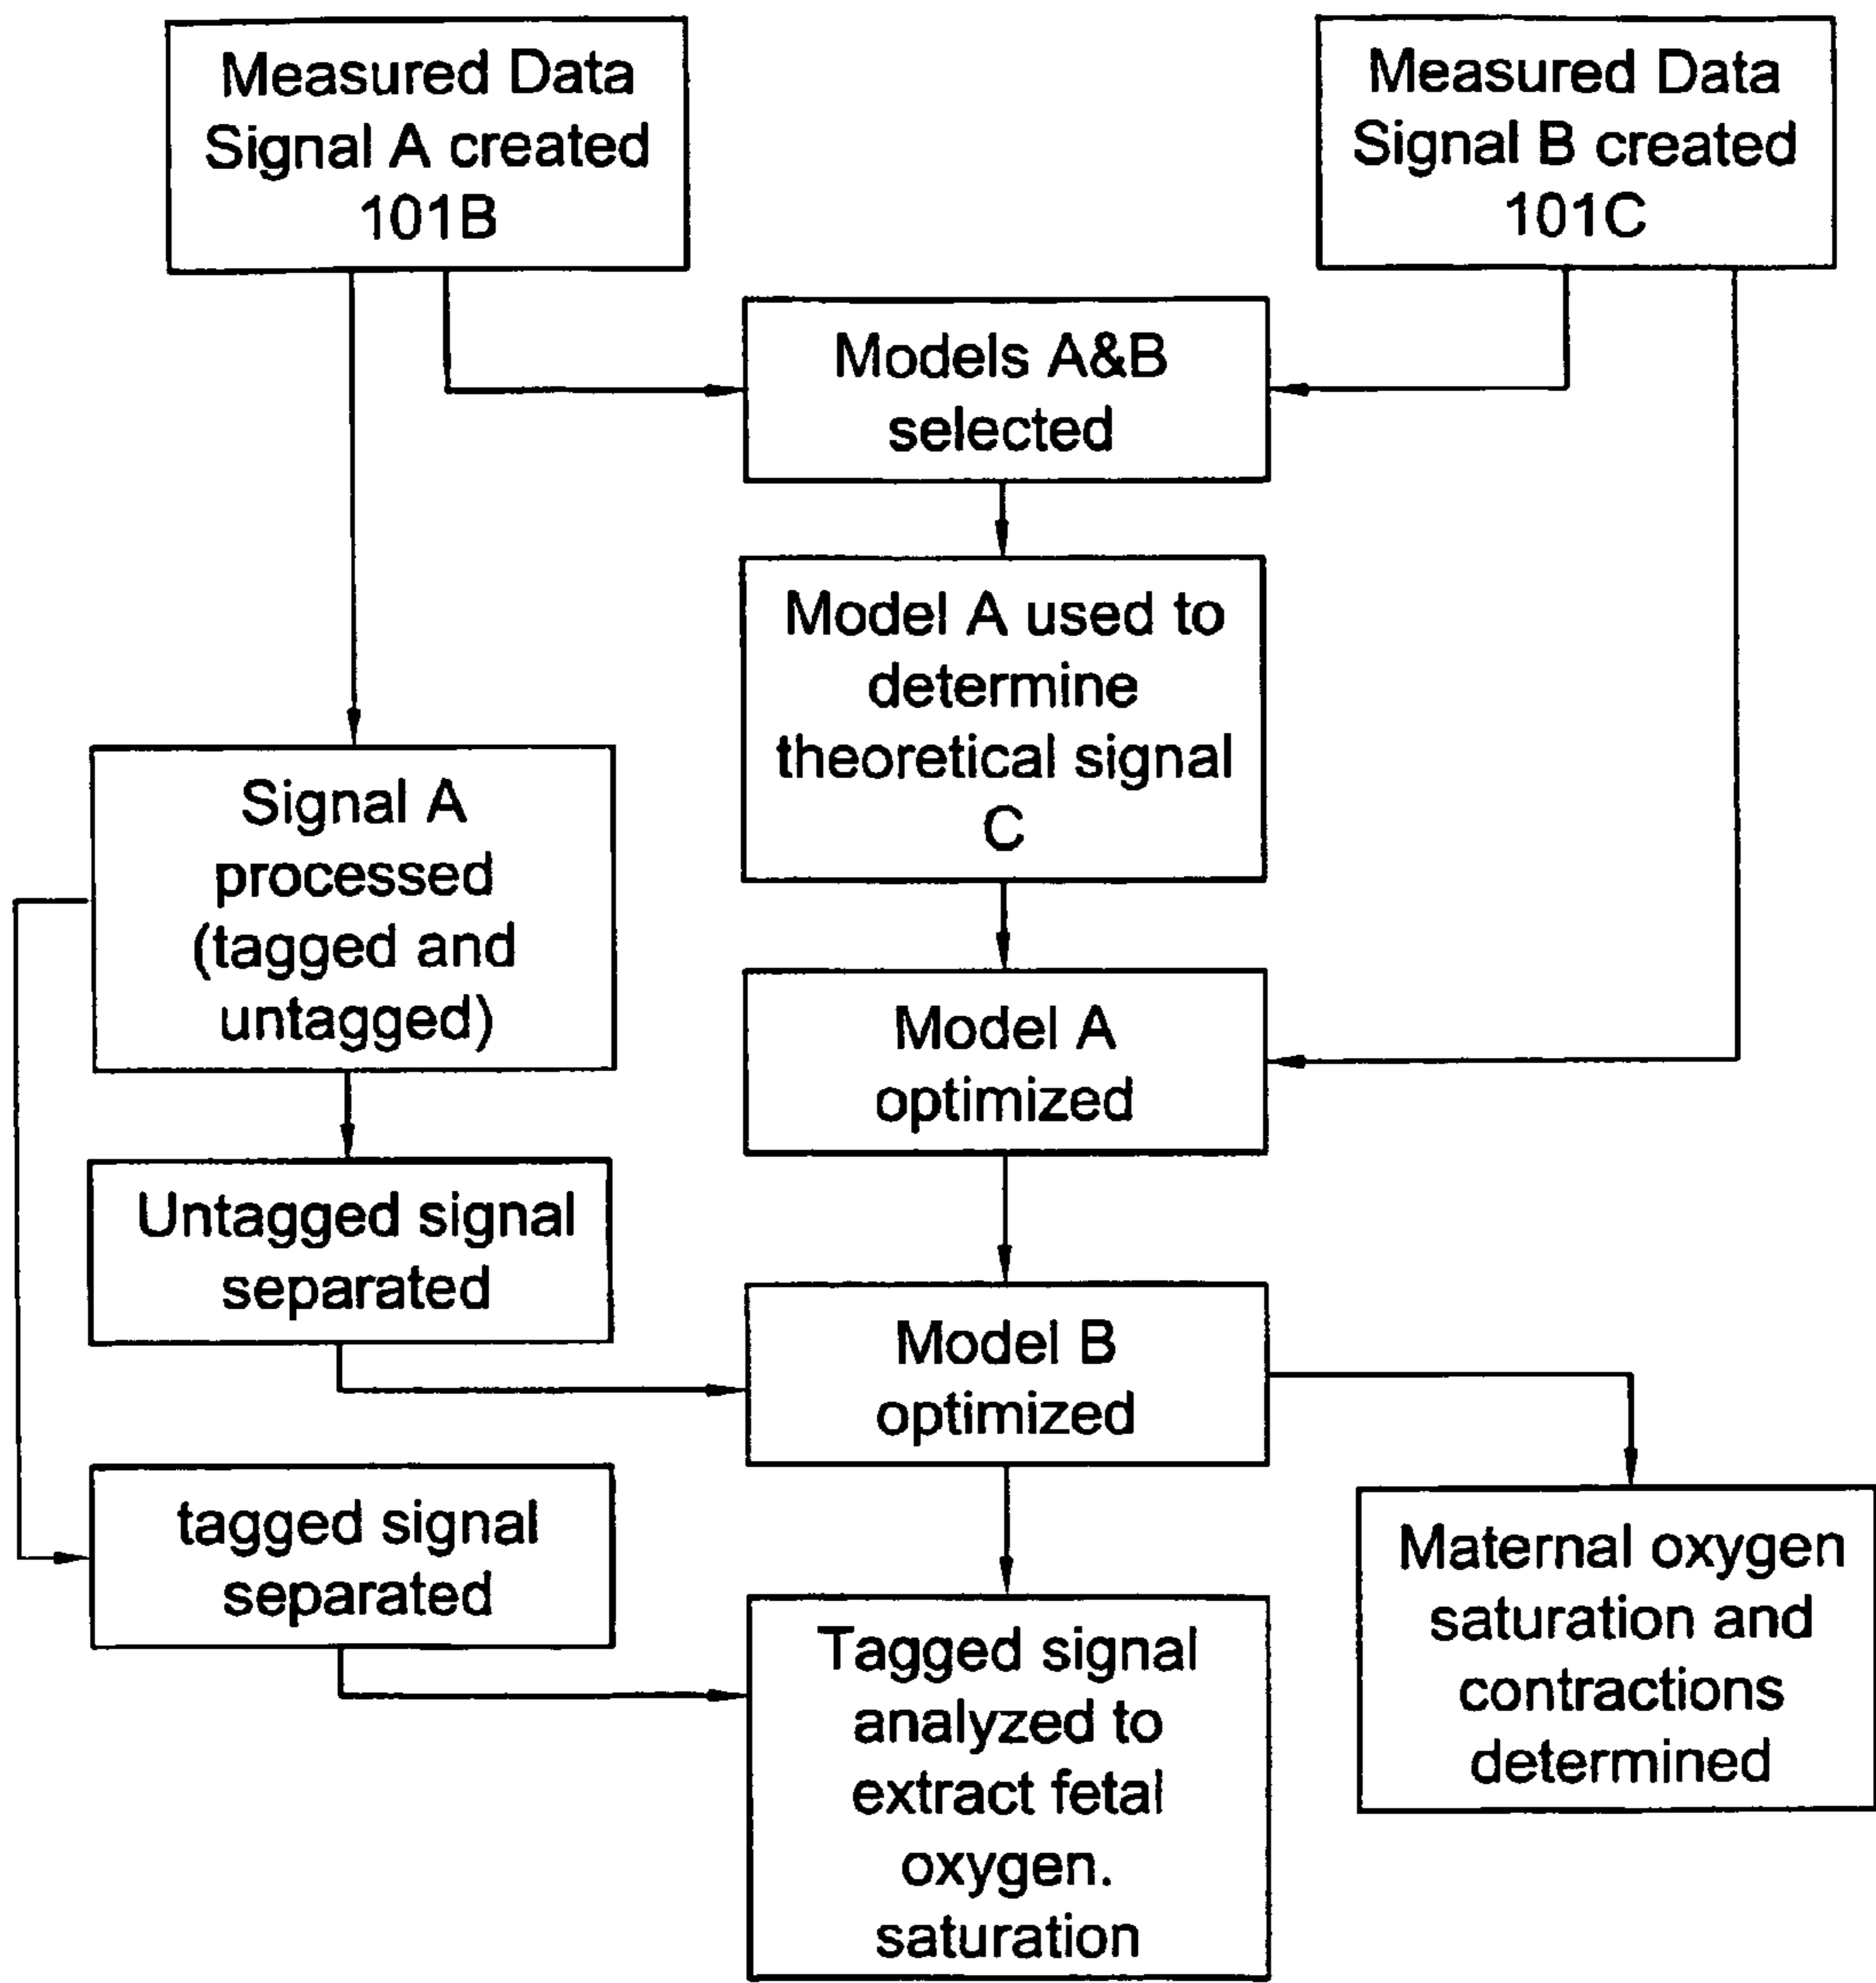 Measured Data
Signal A created
101B
Measured Data
Signal B created
101C
Models A&B
selected
Model A used to
determine
theoretical signal
C
Signal A
processed
(tagged and
untagged)
Model A
optimized
Untagged signal
separated
Model B
optimized
tagged signal
separated
Maternal oxygen
saturation and
contractions
determined
Tagged signal
analyzed to
extract fetal
oxygen.
saturation